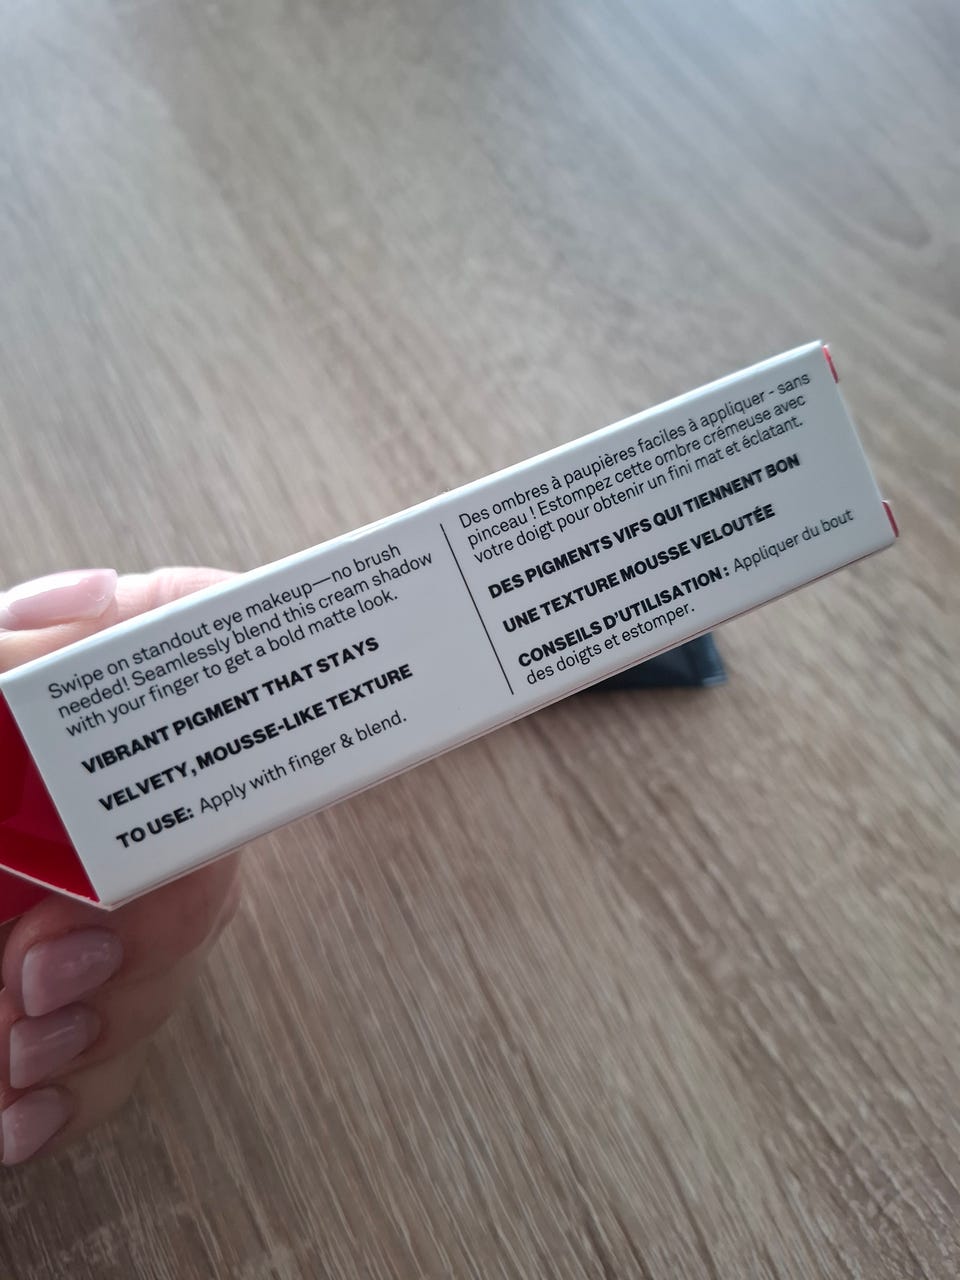 Swipe on standout eye makeup—no brush
needed! Seamlessly blend this cream shadow
with your finger to get a bold matte look.
VIBRANT PIGMENT THAT STAYS
VELVETY, MOUSSE-LIKE TEXTURE
TO USE: Apply with finger & blend.
Des ombres à paupières faciles à appliquer - sans
pinceau ! Estompez cette ombre crémeuse avec
votre doigt pour obtenir un fini mat et éclatant.
DES PIGMENTS VIFS QUI TIENNENT BON
UNE TEXTURE MOUSSE VELOUTÉE
CONSEILS D'UTILISATION : Appliquer du bout
des doigts et estomper.